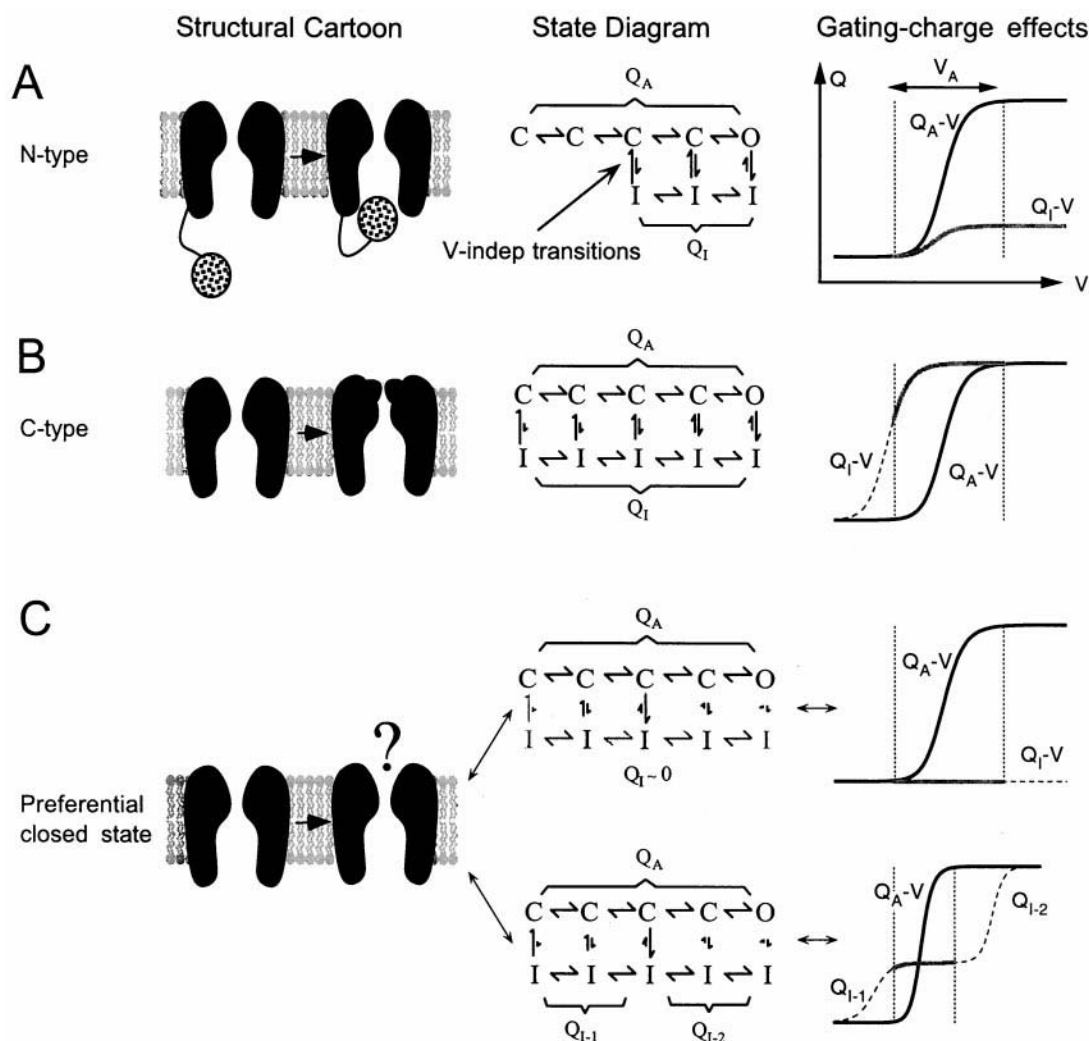 Structural Cartoon State Diagram Gating-charge effects
A
N-type
Q_A
C ⇌ C ⇌ C ⇌ C ⇌ O
I ⇌ I ⇌ I
Q_I
V-indep transitions
Q
V_A
Q_A-V
Q_I-V
V
B
C-type
Q_A
C ⇌ C ⇌ C ⇌ C ⇌ O
I ⇌ I ⇌ I ⇌ I ⇌ I
Q_I
Q_I-V
Q_A-V
C
Preferential
closed state
?
Q_A
C ⇌ C ⇌ C ⇌ C ⇌ O
I ⇌ I ⇌ I ⇌ I ⇌ I
Q_I ~ 0
Q_A-V
Q_I-V
Q_A
C ⇌ C ⇌ C ⇌ C ⇌ O
I ⇌ I ⇌ I ⇌ I ⇌ I
Q_I-1 Q_I-2
Q_A-V
Q_I-2
Q_I-1